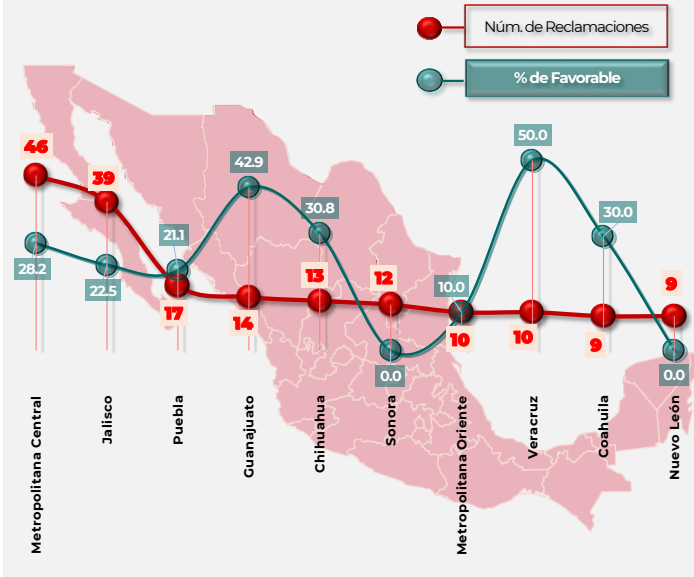 Núm. de Reclamaciones
% de Favorable
46
39
17
14
13
12
10
10
9
9
28.2
22.5
21.1
42.9
30.8
0.0
10.0
50.0
30.0
0.0
Metropolitana Central
Jalisco
Puebla
Guanajuato
Chihuahua
Sonora
Metropolitana Oriente
Veracruz
Coahuila
Nuevo León